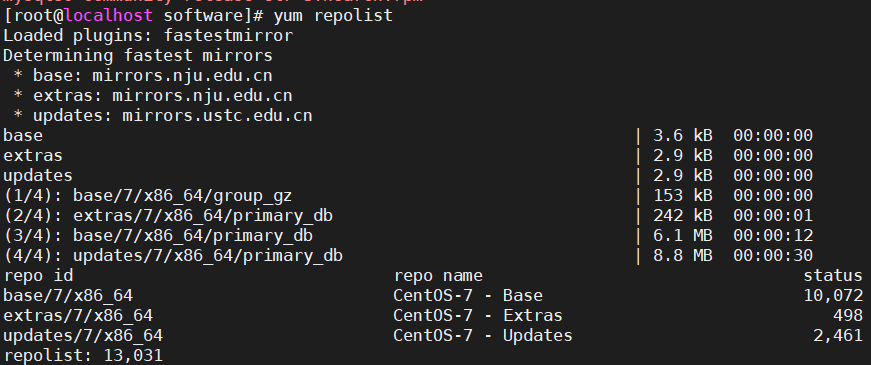 [root@localhost software]# yum repolist
Loaded plugins: fastestmirror
Determining fastest mirrors
 * base: mirrors.nju.edu.cn
 * extras: mirrors.nju.edu.cn
 * updates: mirrors.ustc.edu.cn
base | 3.6 kB 00:00:00
extras | 2.9 kB 00:00:00
updates | 2.9 kB 00:00:00
(1/4): base/7/x86_64/group_gz | 153 kB 00:00:00
(2/4): extras/7/x86_64/primary_db | 242 kB 00:00:01
(3/4): base/7/x86_64/primary_db | 6.1 MB 00:00:12
(4/4): updates/7/x86_64/primary_db | 8.8 MB 00:00:30
repo id repo name status
base/7/x86_64 CentOS-7 - Base 10,072
extras/7/x86_64 CentOS-7 - Extras 498
updates/7/x86_64 CentOS-7 - Updates 2,461
repolist: 13,031